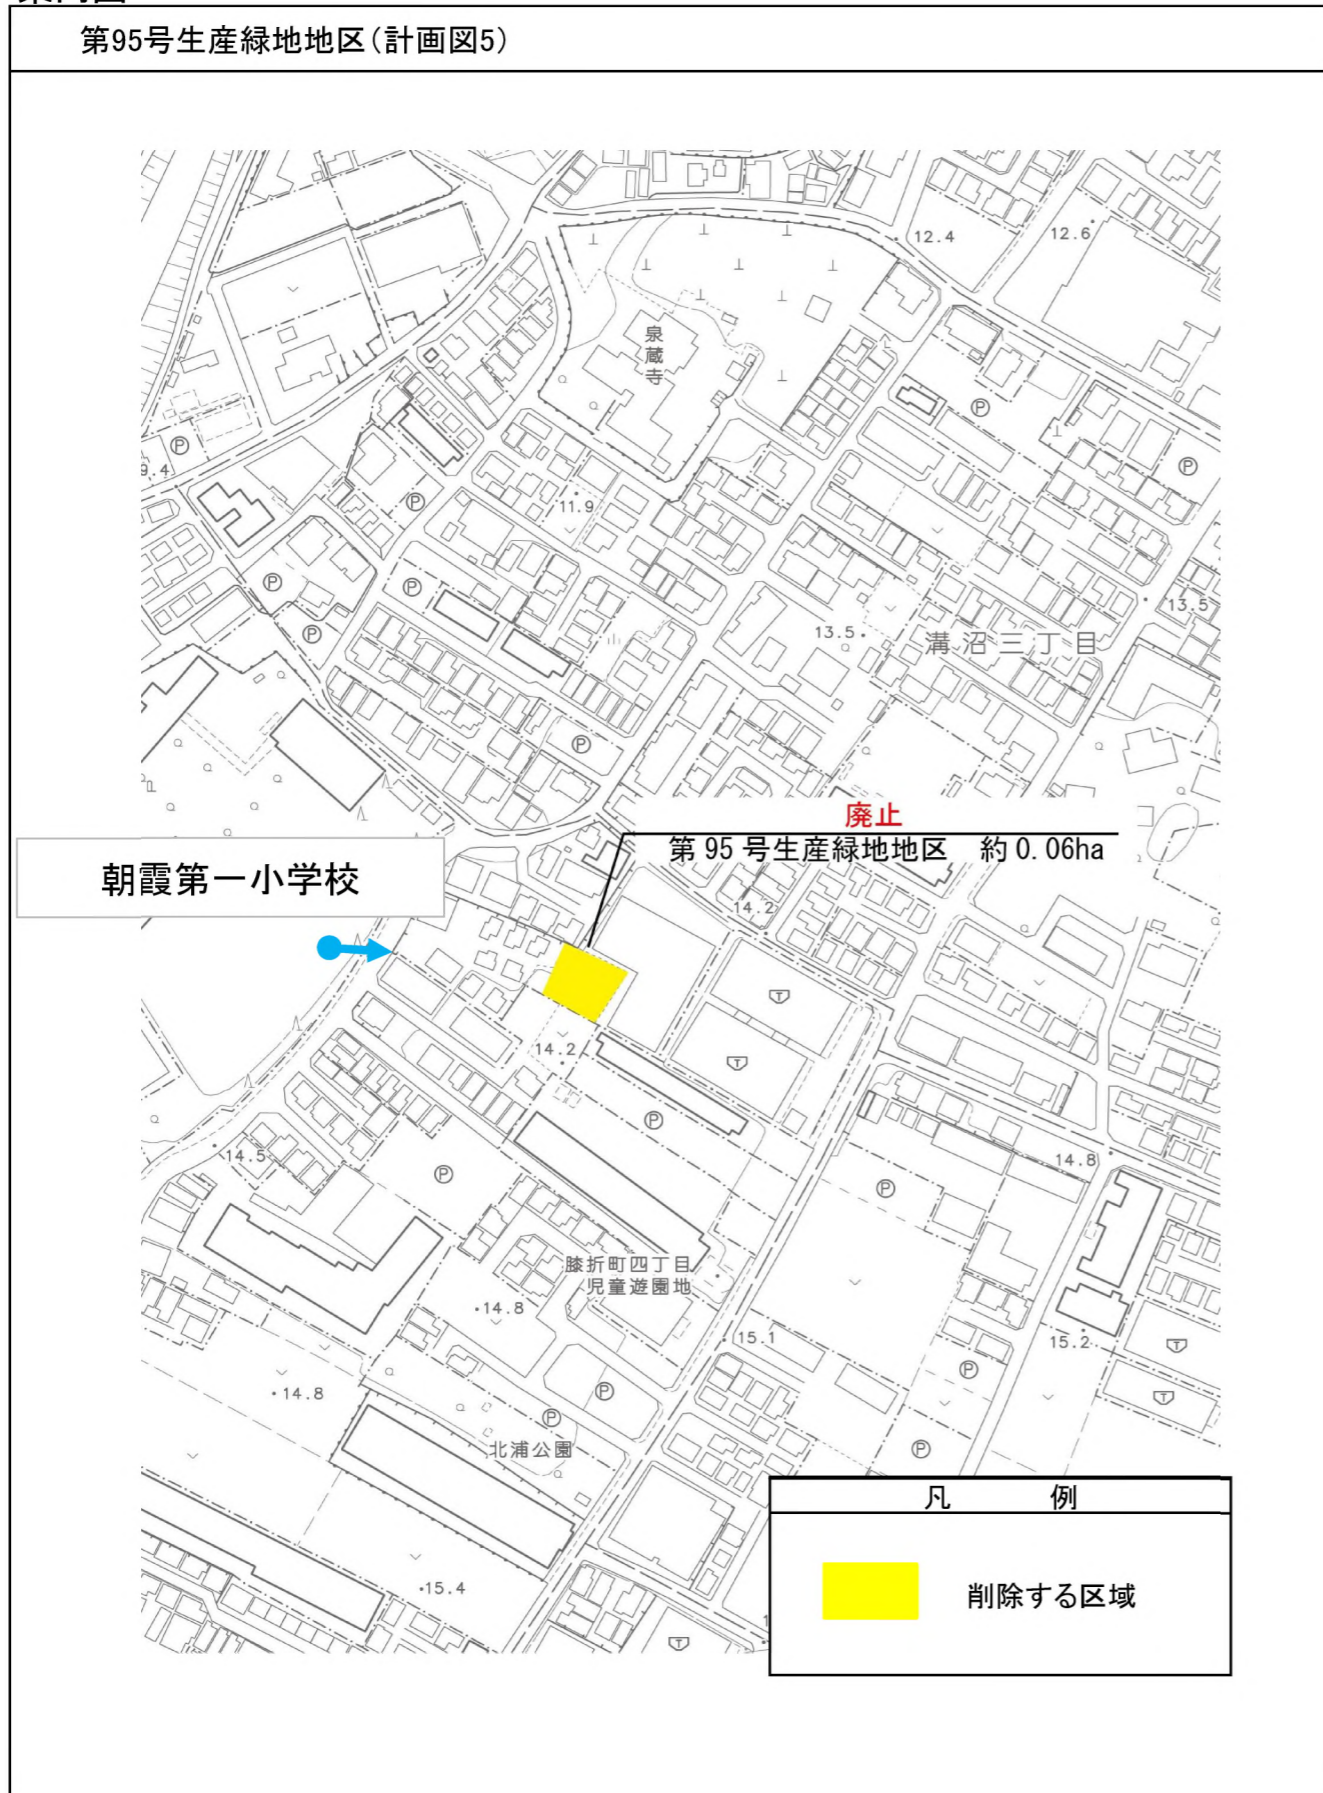 第95号生産緑地地区(計画図5)
12.4
12.6
泉蔵寺
Ⓟ
Ⓟ
Ⓟ
9.4
11.9
Ⓟ
Ⓟ
Ⓟ
Ⓟ
13.5
13.5
溝沼三丁目
Ⓟ
廃止
第95号生産緑地地区 約0.06ha
朝霞第一小学校
14.2
T
14.2
T
Ⓟ
14.5
14.8
Ⓟ
Ⓟ
膝折町四丁目
児童遊園地
14.8
15.1
15.2
T
Ⓟ
14.8
Ⓟ
T
Ⓟ
北浦公園
Ⓟ
凡 例
15.4
削除する区域
T